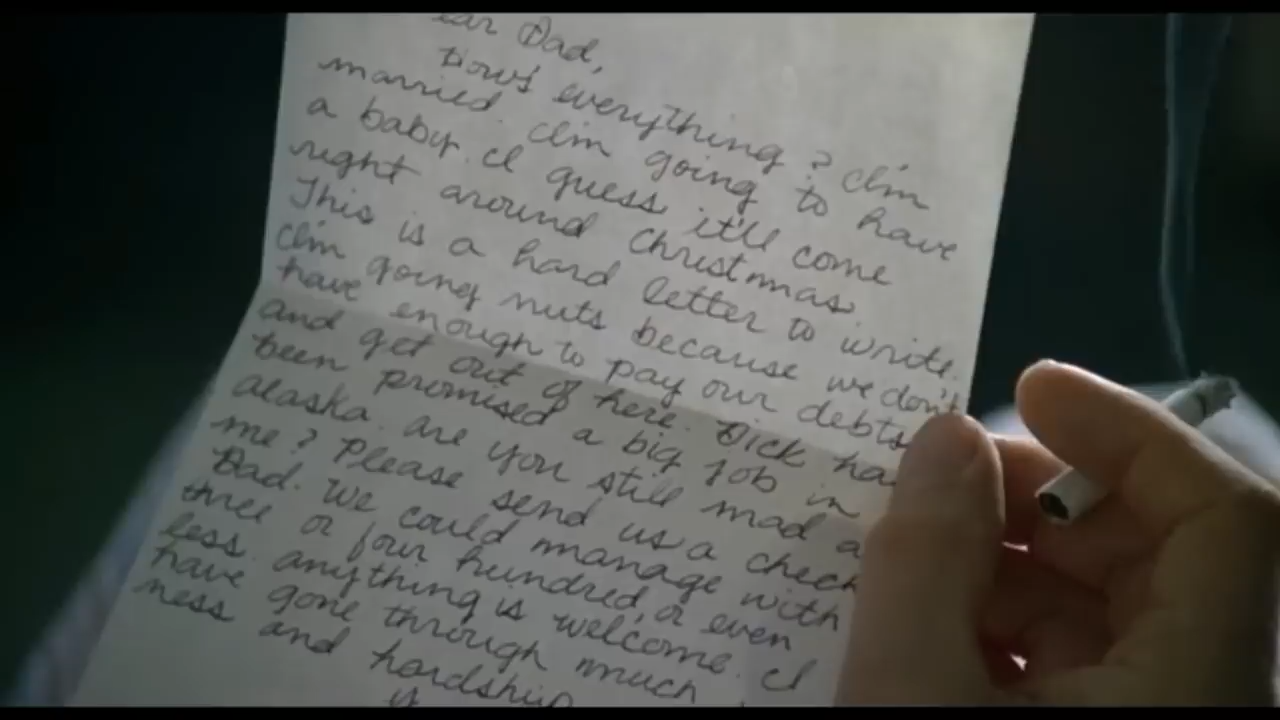 ear Dad,
How's everything? I'm
married. I'm going to have
a baby. I guess it'll come
right around Christmas.
This is a hard letter to write.
I'm going nuts because we don't
have enough to pay our debts
and get out of here. Dick ha
been promised a big job in
Alaska. Are you still mad a
me? Please send us a check
Dad. We could manage with
three or four hundred, or even
less. Anything is welcome. I
have gone through much
ness and hardship